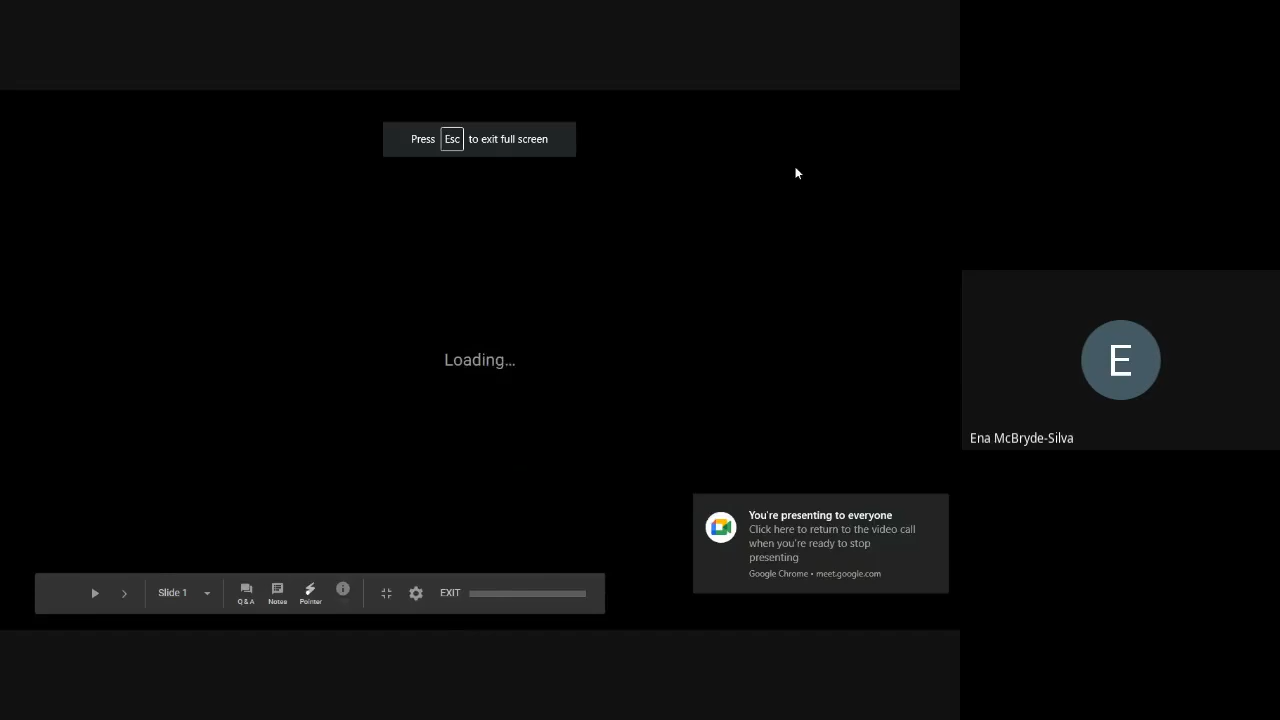 Press Esc to exit full screen
Loading...
E
Ena McBryde-Silva
You're presenting to everyone
Click here to return to the video call
when you're ready to stop
presenting
Google Chrome • meet.google.com
Slide 1
Q & A
Notes
Pointer
EXIT